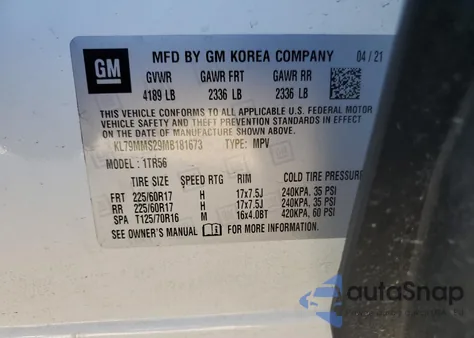 GM MFD BY GM KOREA COMPANY 04/21
GVWR GAWR FRT GAWR RR
4189 LB 2336 LB 2336 LB
THIS VEHICLE CONFORMS TO ALL APPLICABLE U.S. FEDERAL MOTOR
VEHICLE SAFETY AND THEFT PREVENTION STANDARDS
IN EFFECT ON THE DATE OF MANUFACTURE SHOWN ABOVE.
KL79MMS29MB181673 TYPE: MPV
MODEL: 1TR56
TIRE SIZE SPEED RTG RIM COLD TIRE PRESSURE
FRT 225/60R17 H 17x7.5J 240KPA, 35 PSI
RR 225/60R17 H 17x7.5J 240KPA, 35 PSI
SPA T125/70R16 M 16x4.0BT 420KPA, 60 PSI
SEE OWNER'S MANUAL FOR MORE INFORMATION
autoSnap